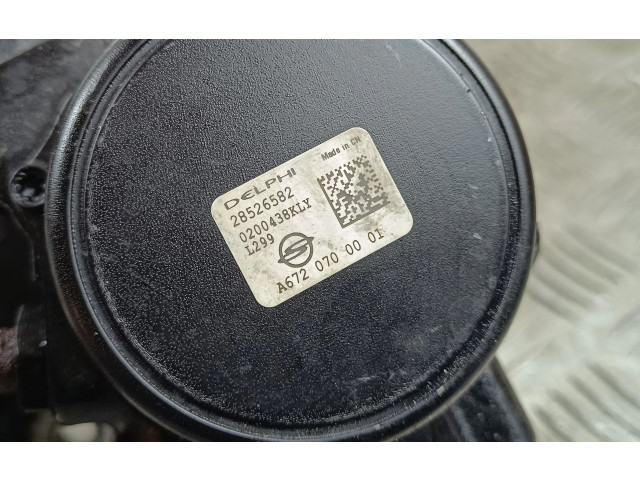 DELPHI
Made in CN
28526582
0200438KLY
L299
A672 070 00 01